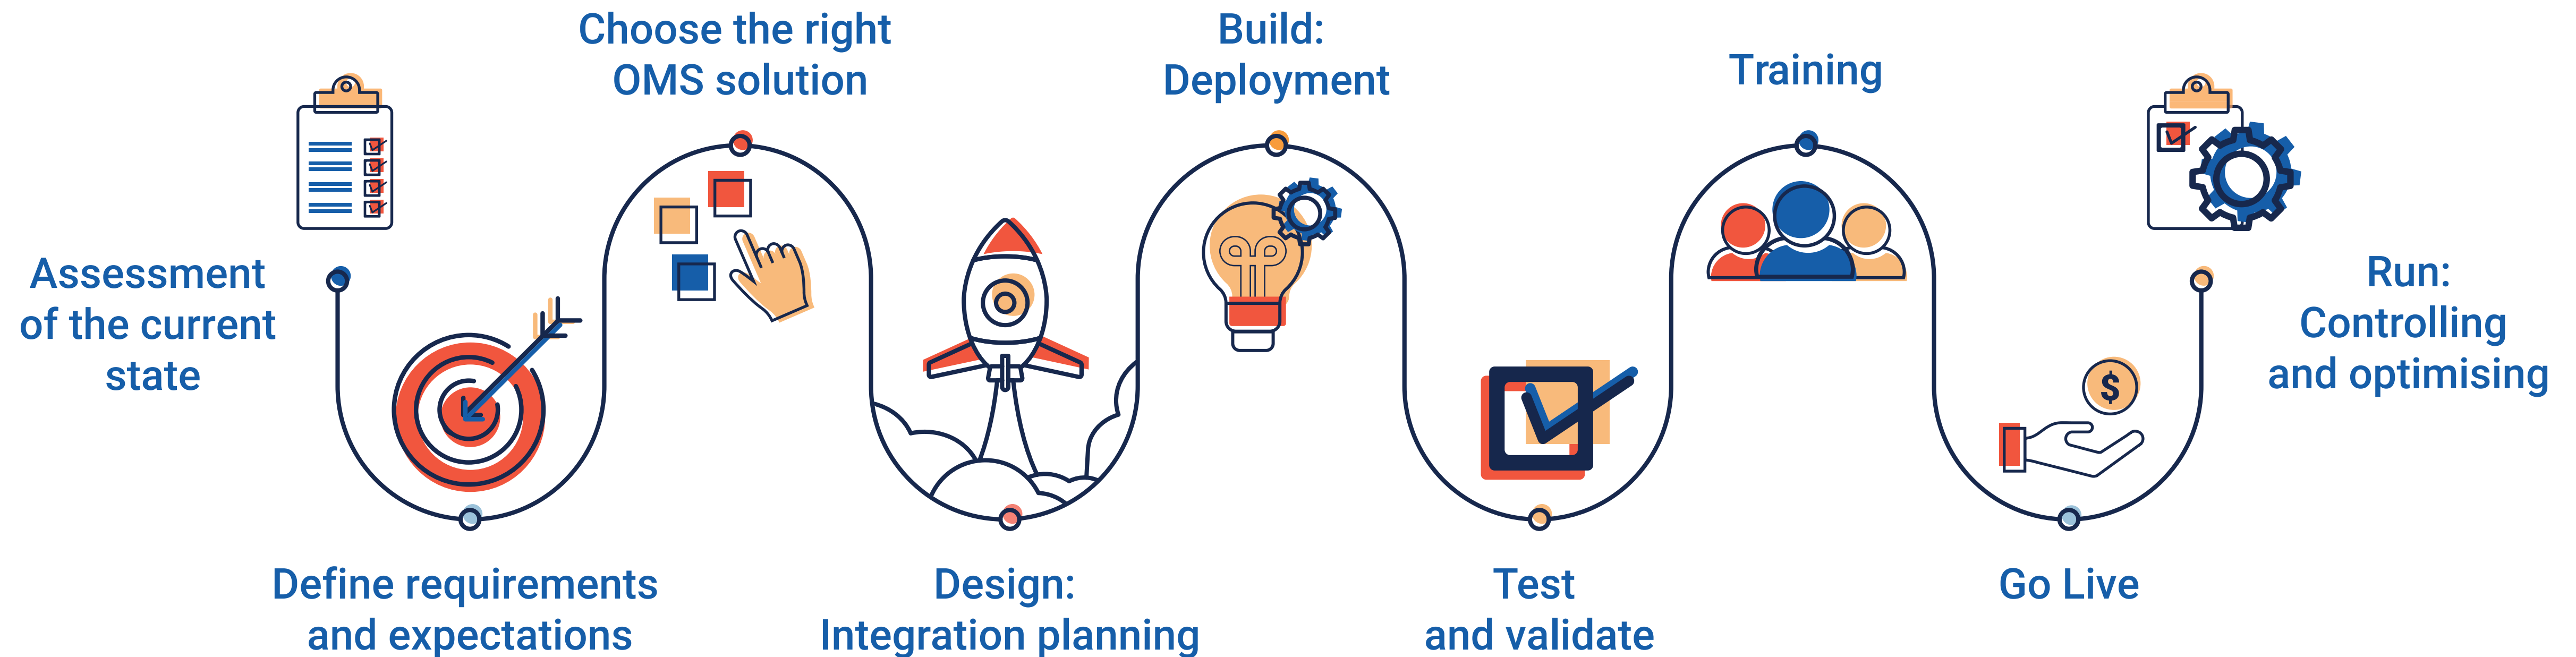 Assessment
of the current
state
Define requirements
and expectations
Choose the right
OMS solution
Design:
Integration planning
Build:
Deployment
Test
and validate
Training
Go Live
$
Run:
Controlling
and optimising